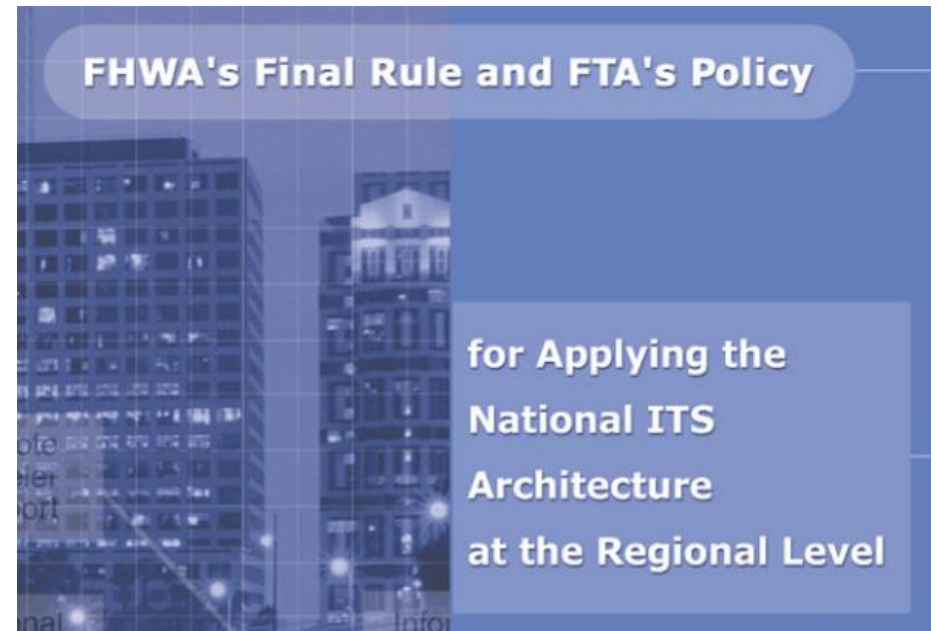 FHWA's Final Rule and FTA's Policy
for Applying the
National ITS
Architecture
at the Regional Level